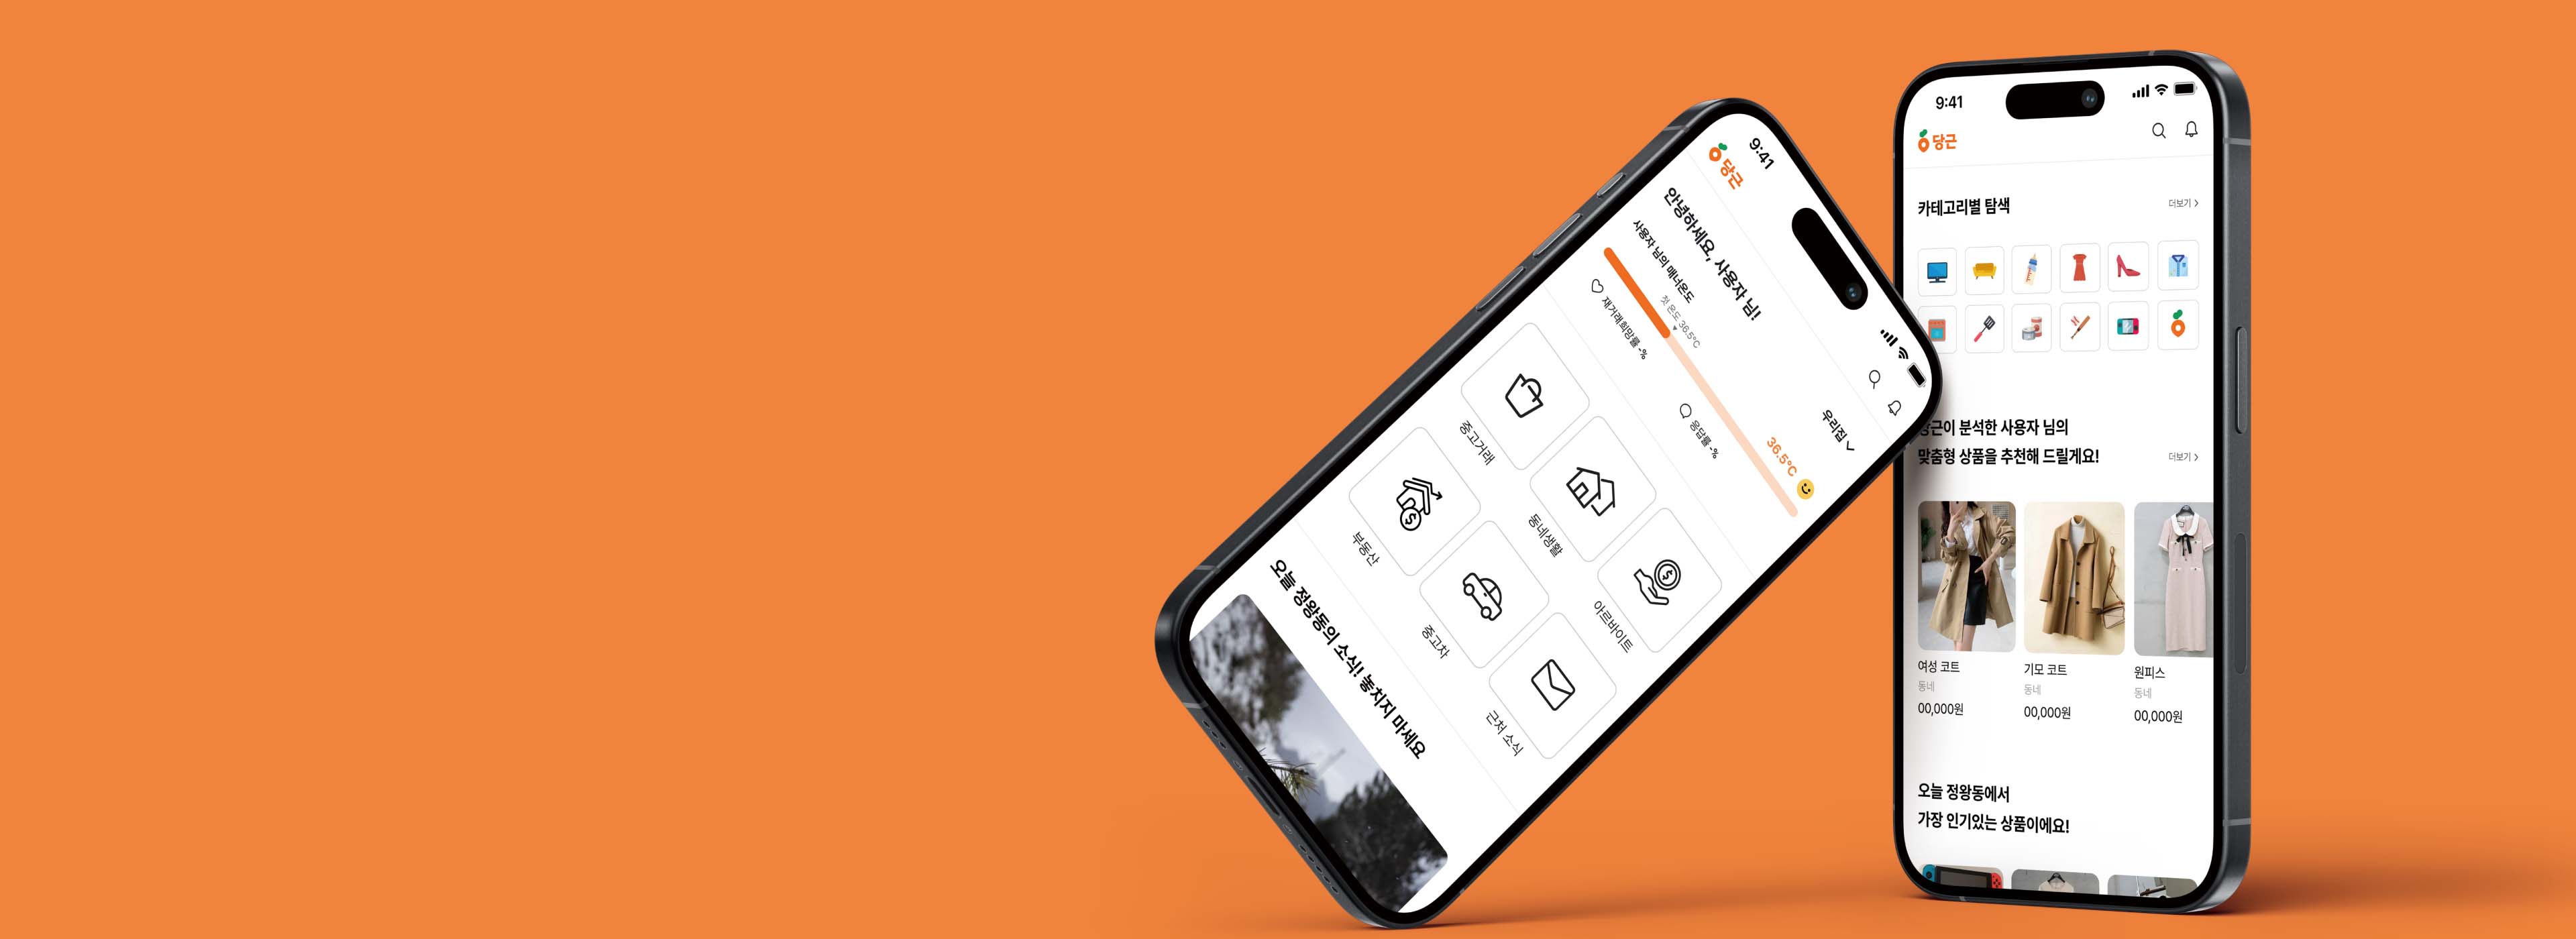 9:41
당근
안녕하세요, 사용자 님!
우리집
사용자 님의 매너온도
첫 온도 36.5°C
36.5°C
재거래희망률 -%
응답률 -%
중고거래
동네생활
아르바이트
부동산
중고차
근처 소식
오늘 정왕동의 소식! 놓치지 마세요
9:41
당근
카테고리별 탐색
더보기
당근이 분석한 사용자 님의
맞춤형 상품을 추천해 드릴게요!
더보기
여성 코트
동네
00,000원
기모 코트
동네
00,000원
원피스
동네
00,000원
오늘 정왕동에서
가장 인기있는 상품이에요!